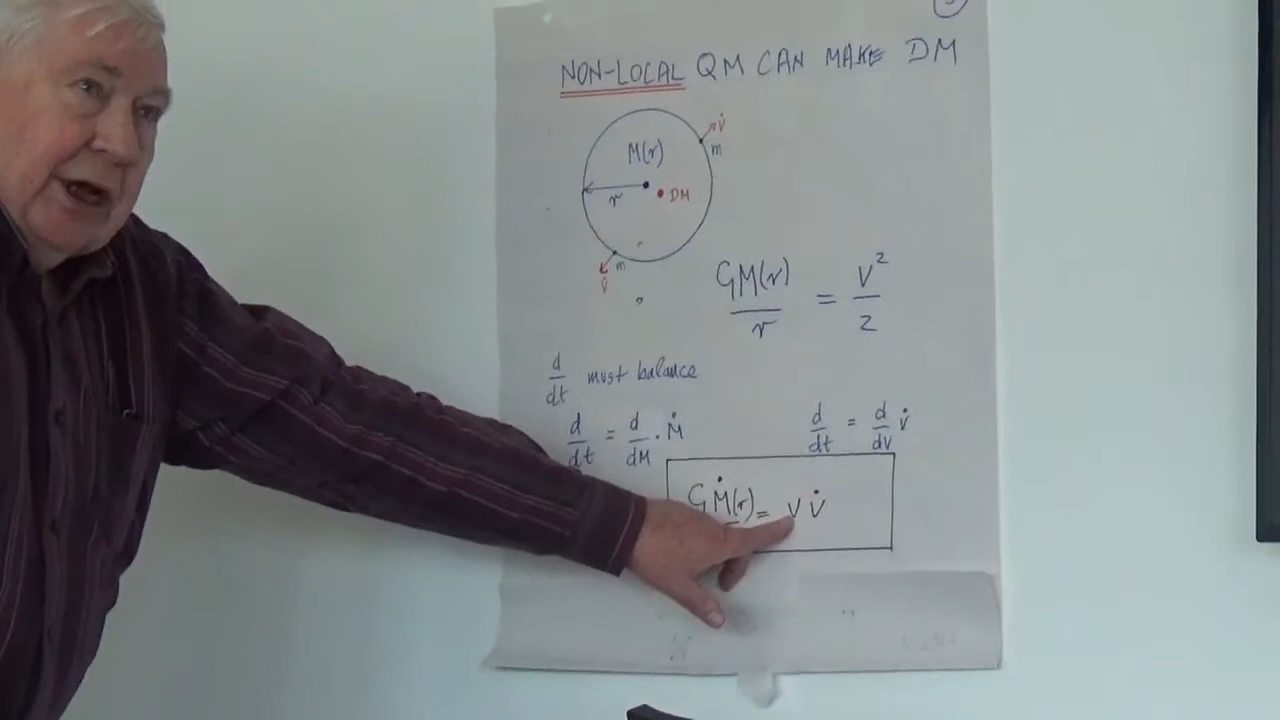 NON-LOCAL QM CAN MAKE DM
V̇
M(r)
m
r
DM
m
V̇
GM(r)/r = V²/2
d/dt must balance
d/dt = d/dM · Ṁ
d/dt = d/dV V̇
GṀ(r) = V V̇